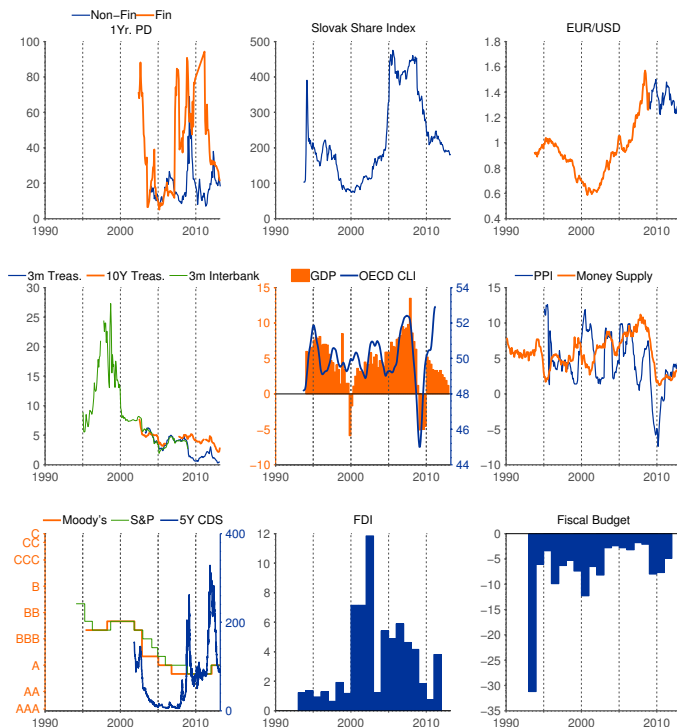 Non−Fin Fin
1Yr. PD
100
80
60
40
20
0
1990 2000 2010
Slovak Share Index
500
400
300
200
100
0
1990 2000 2010
EUR/USD
1.8
1.6
1.4
1.2
1
0.8
0.6
0.4
1990 2000 2010
3m Treas. 10Y Treas. 3m Interbank
30
25
20
15
10
5
0
1990 2000 2010
GDP OECD CLI
15 54
10 52
5 50
0 48
−5 46
−10 44
1990 2000 2010
PPI Money Supply
15
10
5
0
−5
−10
1990 2000 2010
Moody's S&P 5Y CDS
C 400
CC
CCC
B
BB 200
BBB
A
AA
AAA 0
1990 2000 2010
FDI
12
10
8
6
4
2
0
1990 2000 2010
Fiscal Budget
0
−5
−10
−15
−20
−25
−30
−35
1990 2000 2010